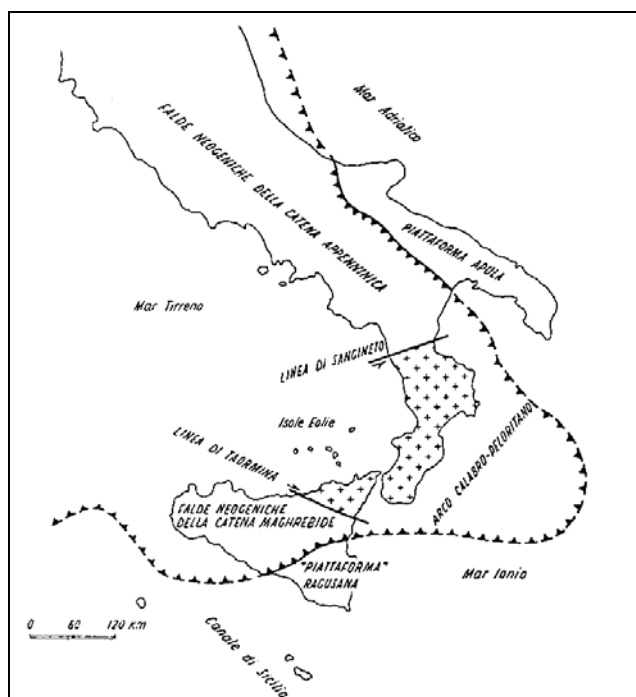 Mar Adriatico
FALDE NEOGENICHE DELLA CATENA APPENNINICA
PIATTAFORMA APULA
Mar Tirreno
LINEA DI SANGINETO
Isole Eolie
LINEA DI TAORMINA
ARCO CALABRO-PELORITANO
FALDE NEOGENICHE
DELLA CATENA MAGHREBIDE
"PIATTAFORMA"
RAGUSANA
Mar Ionio
0 60 120 KM
Canale di Sicilia